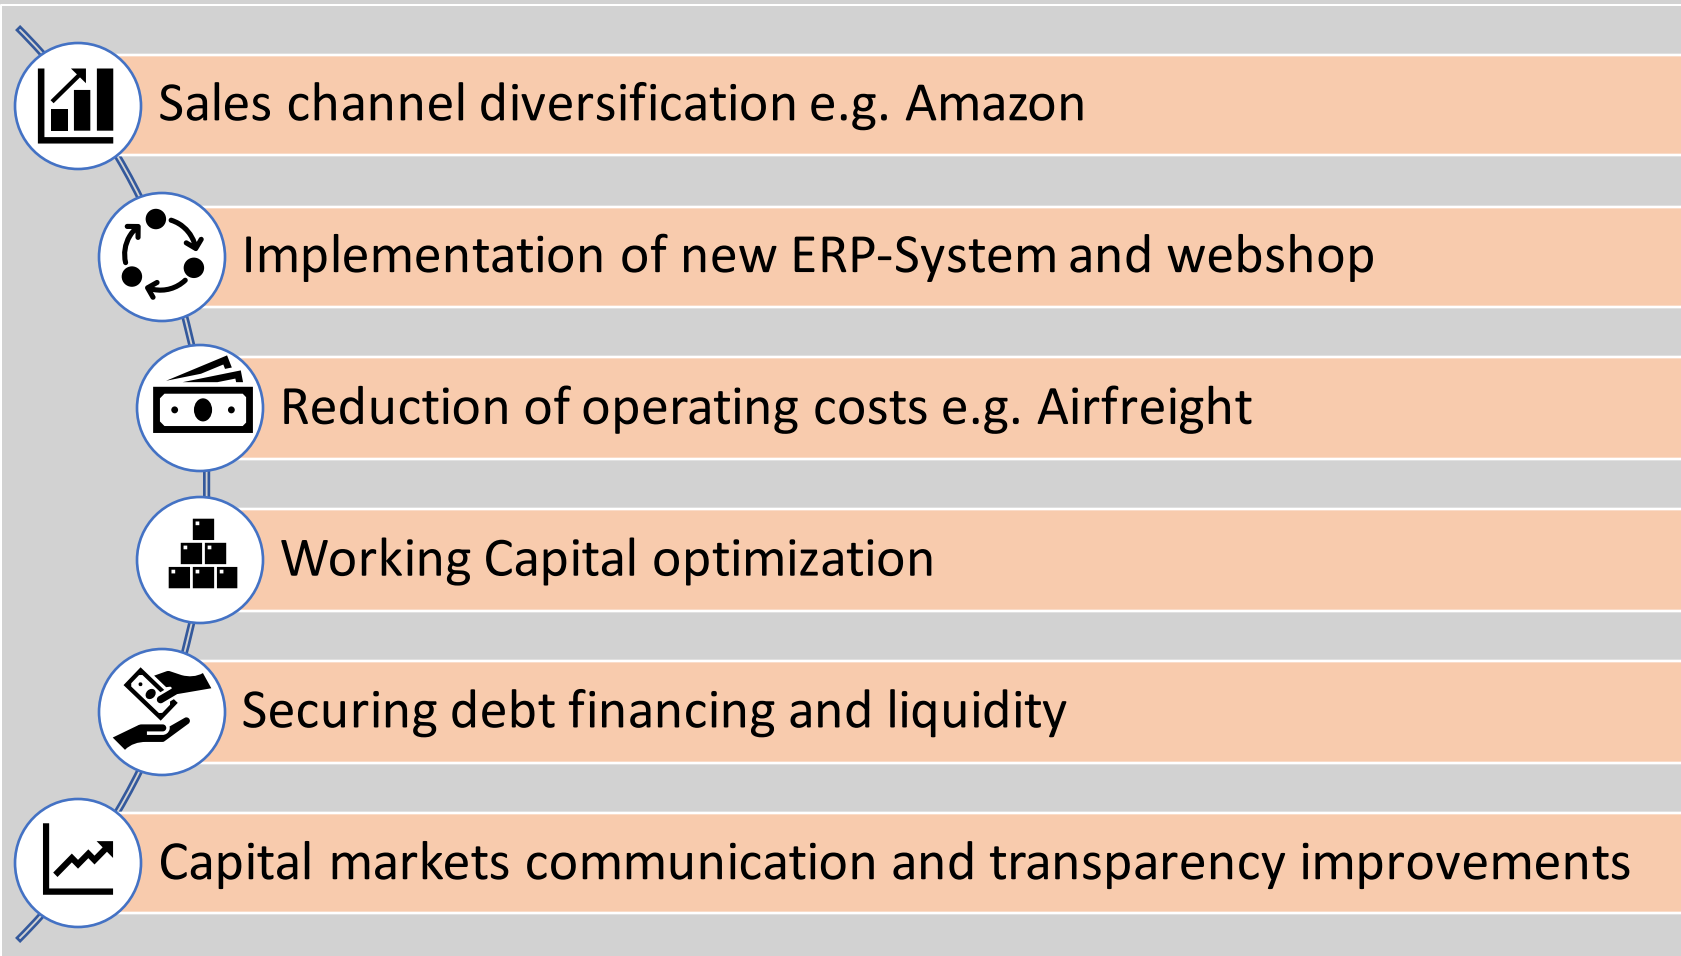 Sales channel diversification e.g. Amazon
Implementation of new ERP-System and webshop
Reduction of operating costs e.g. Airfreight
Working Capital optimization
Securing debt financing and liquidity
Capital markets communication and transparency improvements